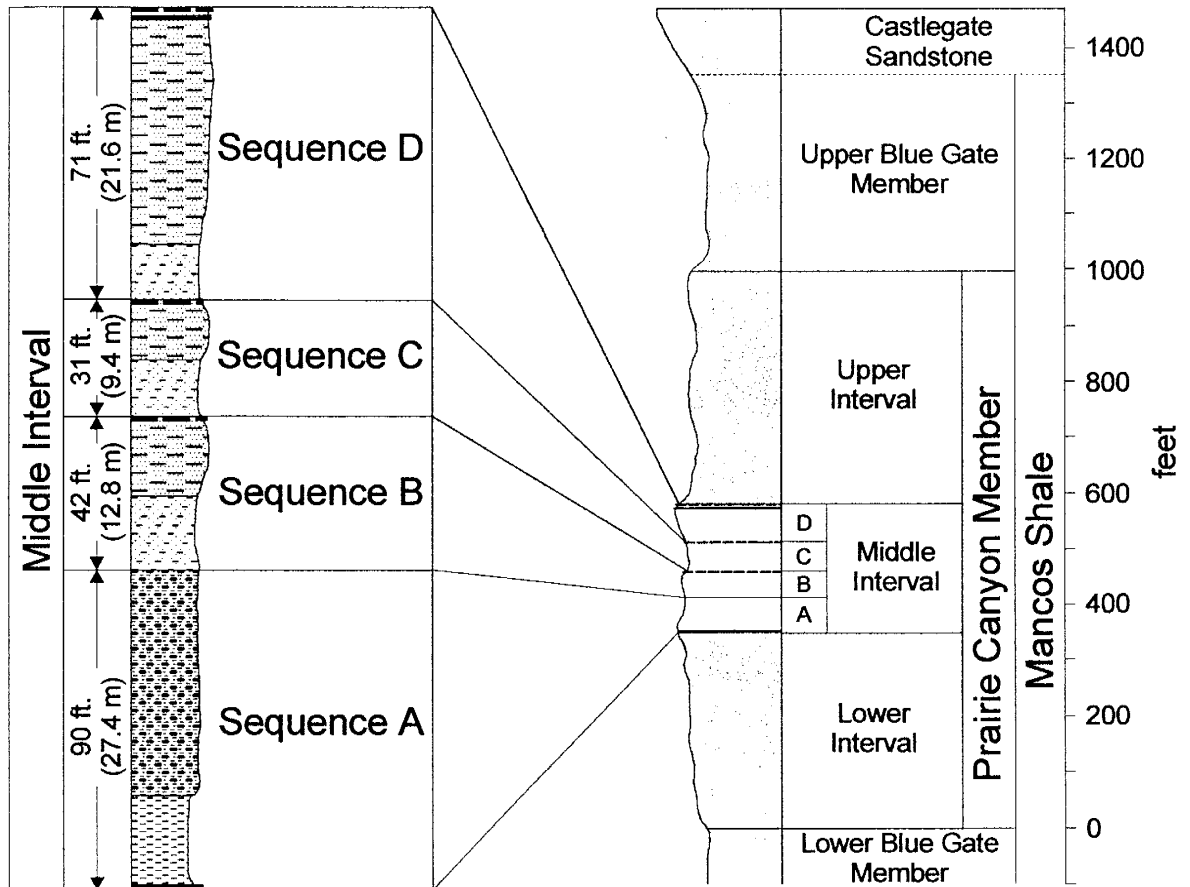 Middle Interval
71 ft.
(21.6 m)
31 ft.
(9.4 m)
42 ft.
(12.8 m)
90 ft.
(27.4 m)
Sequence D
Sequence C
Sequence B
Sequence A
Castlegate
Sandstone
Upper Blue Gate
Member
Upper
Interval
D
C
B
A
Middle
Interval
Lower
Interval
Lower Blue Gate
Member
Prairie Canyon Member
Mancos Shale
1400
1200
1000
800
600
400
200
0
feet